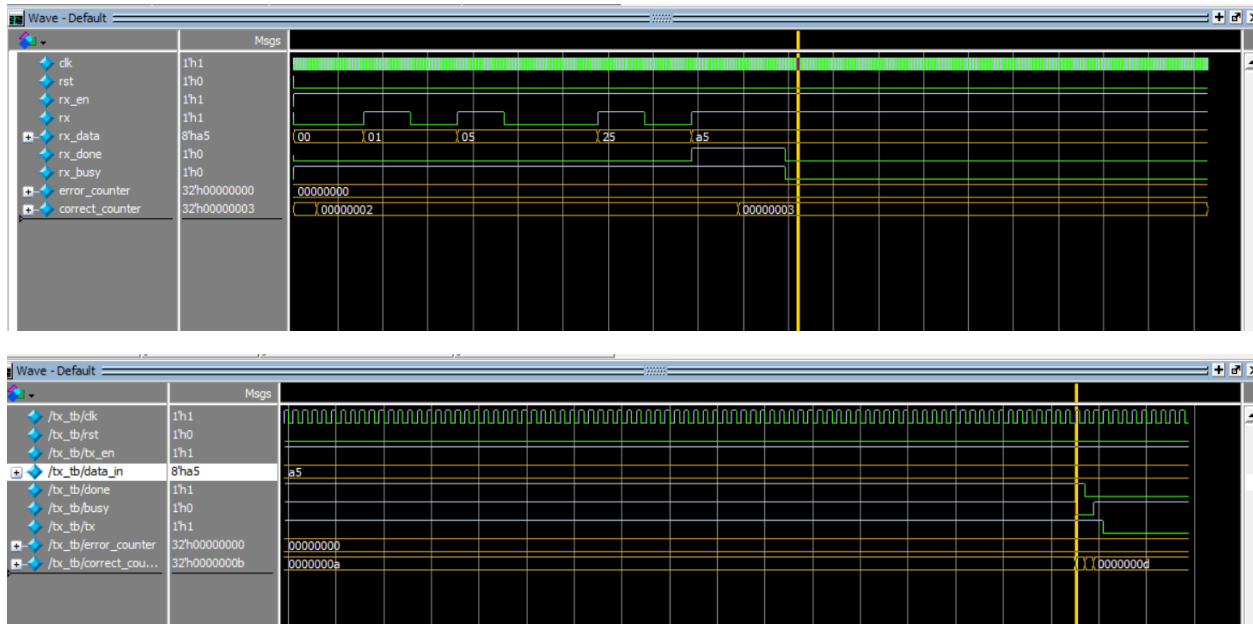 Wave - Default
Msgs
clk 1'h1
rst 1'h0
rx_en 1'h1
rx 1'h1
rx_data 8'ha5 00 01 05 25 a5
rx_done 1'h0
rx_busy 1'h0
error_counter 32'h00000000 00000000
correct_counter 32'h00000003 00000002 00000003
Wave - Default
Msgs
/tx_tb/clk 1'h1
/tx_tb/rst 1'h0
/tx_tb/tx_en 1'h1
/tx_tb/data_in 8'ha5 a5
/tx_tb/done 1'h1
/tx_tb/busy 1'h0
/tx_tb/tx 1'h1
/tx_tb/error_counter 32'h00000000 00000000
/tx_tb/correct_cou... 32'h0000000b 0000000a 0000000d